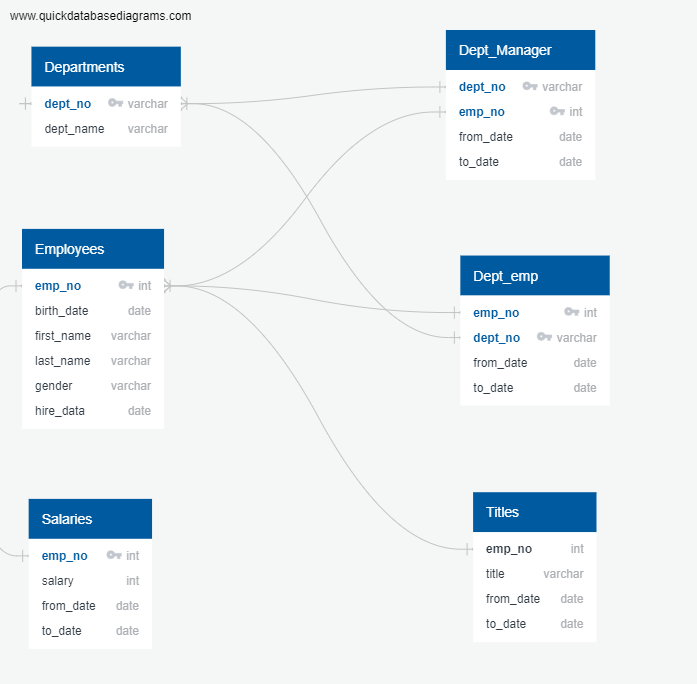 www.quickdatabasediagrams.com
Departments
dept_no varchar
dept_name varchar
Dept_Manager
dept_no varchar
emp_no int
from_date date
to_date date
Employees
emp_no int
birth_date date
first_name varchar
last_name varchar
gender varchar
hire_data date
Dept_emp
emp_no int
dept_no varchar
from_date date
to_date date
Salaries
emp_no int
salary int
from_date date
to_date date
Titles
emp_no int
title varchar
from_date date
to_date date